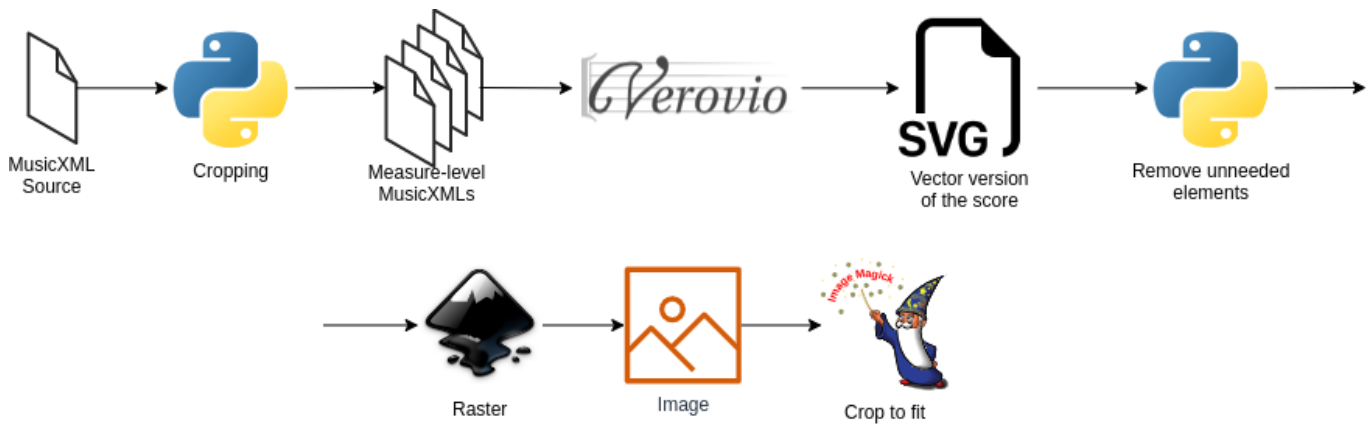 MusicXML
Source
Cropping
Measure-level
MusicXMLs
Verovio
SVG
Vector version
of the score
Remove unneeded
elements
Raster
Image
Image Magick
Crop to fit